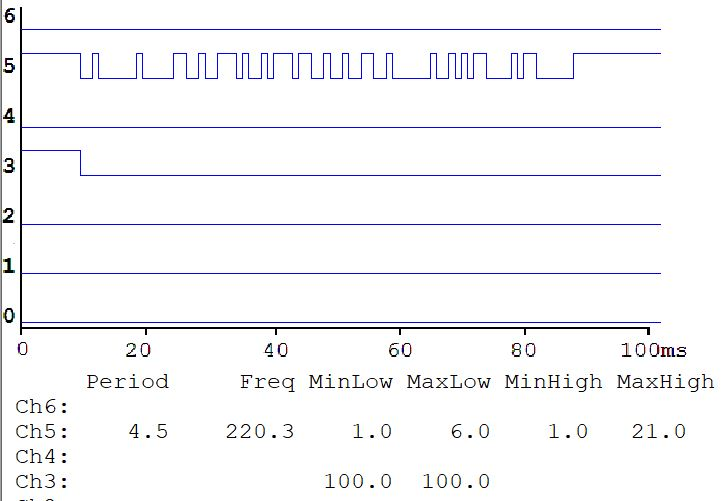 6
5
4
3
2
1
0
0 20 40 60 80 100ms
Period Freq MinLow MaxLow MinHigh MaxHigh
Ch6:
Ch5: 4.5 220.3 1.0 6.0 1.0 21.0
Ch4:
Ch3: 100.0 100.0